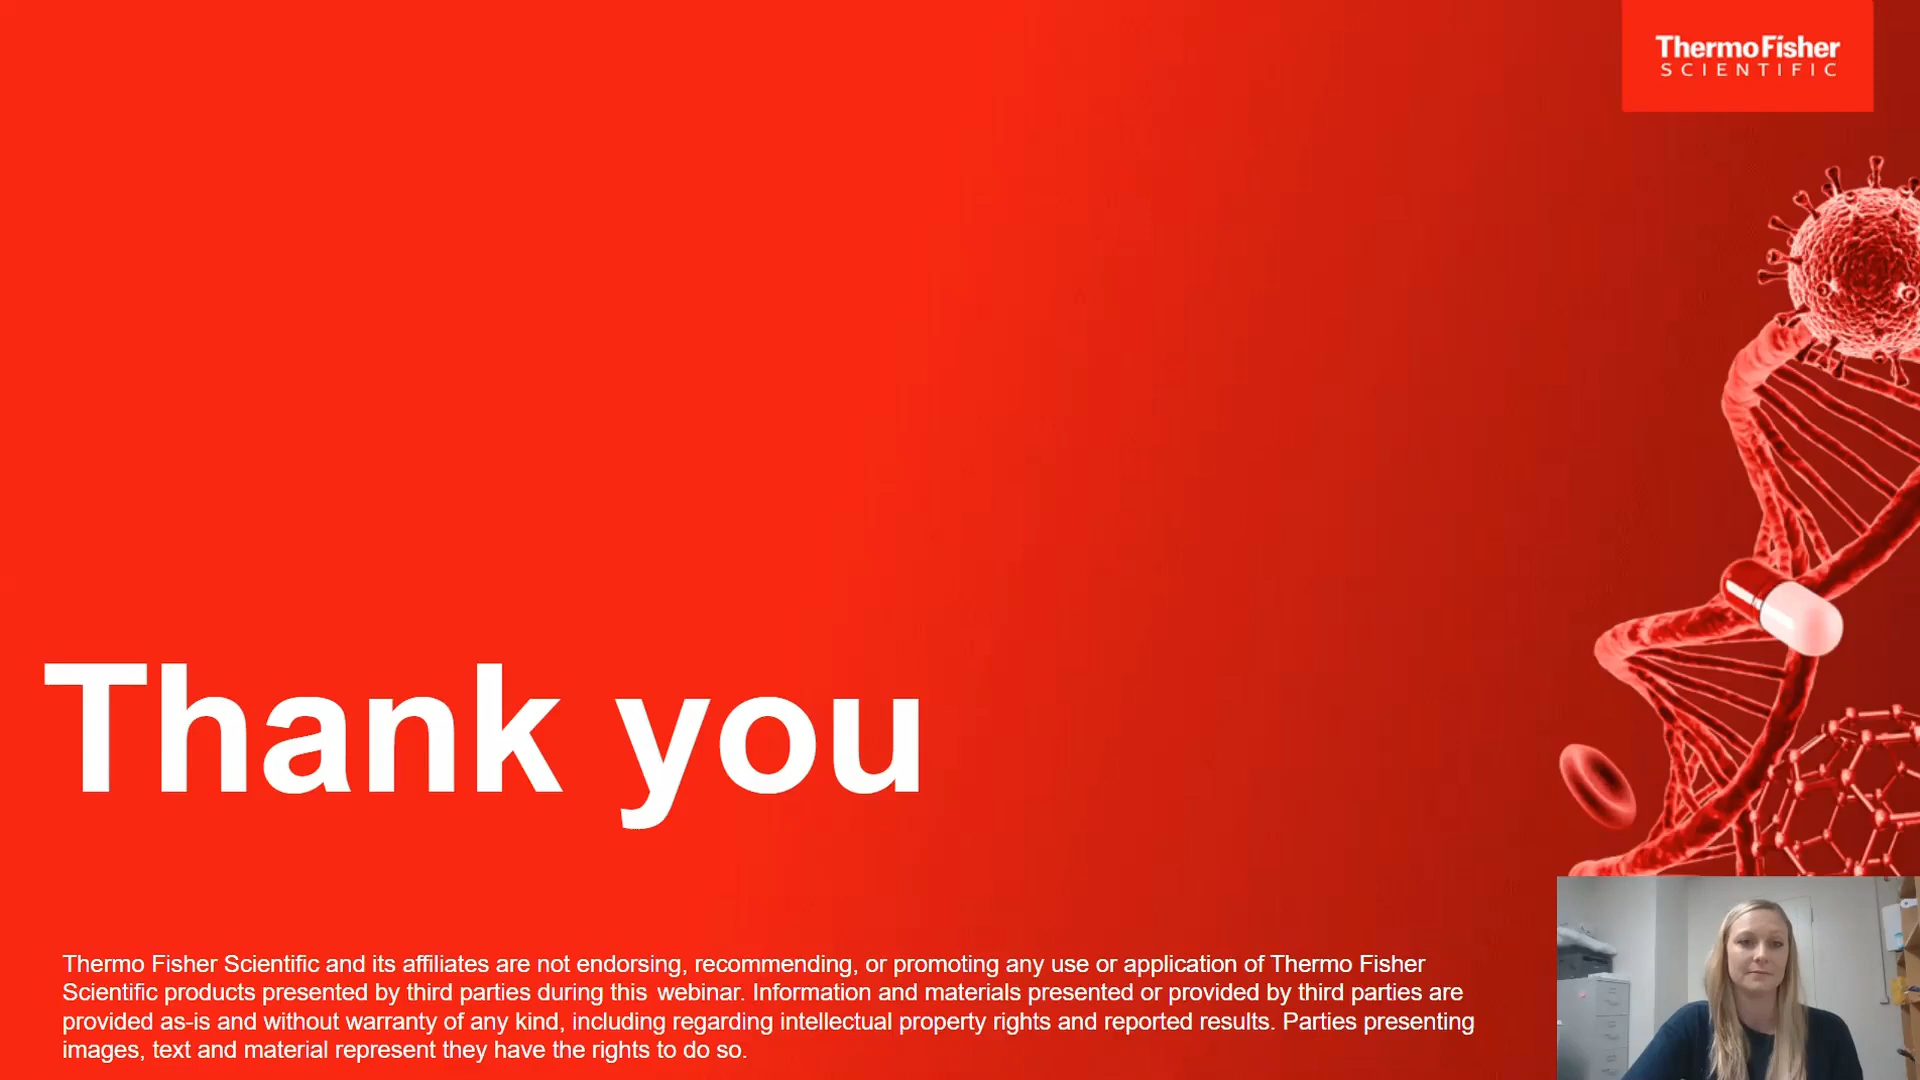 ThermoFisher
SCIENTIFIC
Thank you
Thermo Fisher Scientific and its affiliates are not endorsing, recommending, or promoting any use or application of Thermo Fisher
Scientific products presented by third parties during this webinar. Information and materials presented or provided by third parties are
provided as-is and without warranty of any kind, including regarding intellectual property rights and reported results. Parties presenting
images, text and material represent they have the rights to do so.